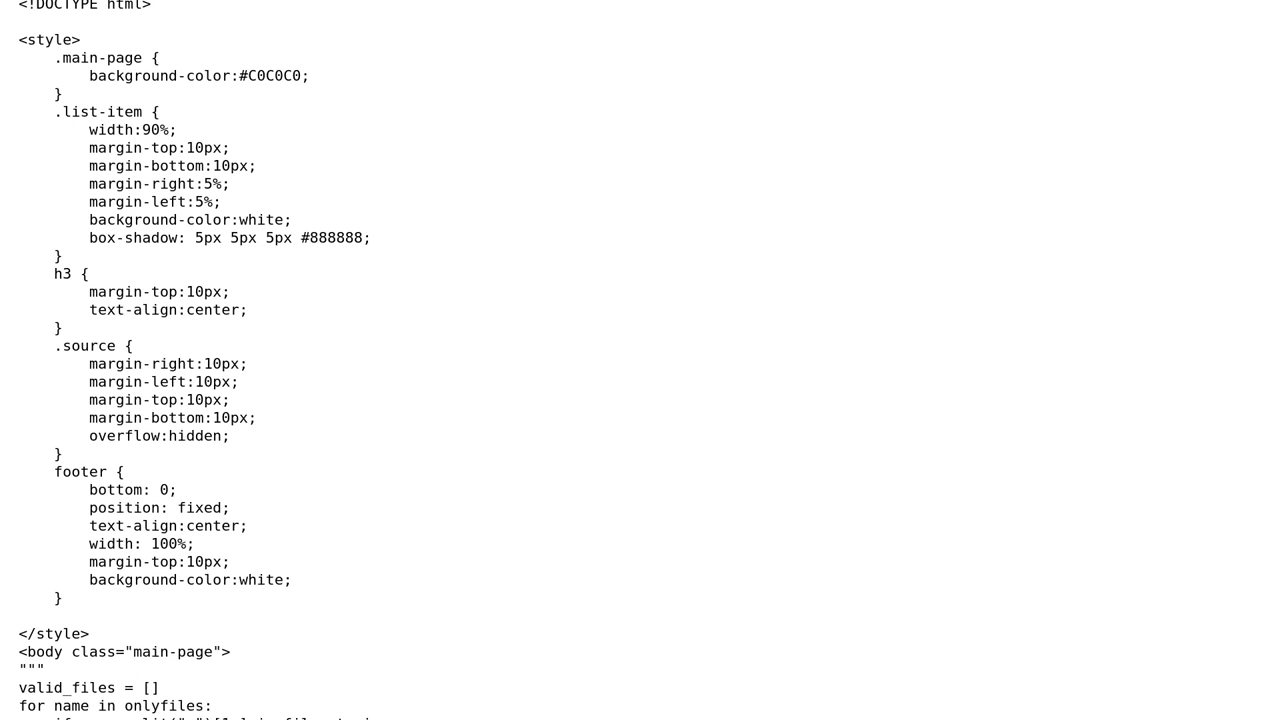 <!DOCTYPE html>

<style>
    .main-page {
        background-color:#C0C0C0;
    }
    .list-item {
        width:90%;
        margin-top:10px;
        margin-bottom:10px;
        margin-right:5%;
        margin-left:5%;
        background-color:white;
        box-shadow: 5px 5px 5px #888888;
    }
    h3 {
        margin-top:10px;
        text-align:center;
    }
    .source {
        margin-right:10px;
        margin-left:10px;
        margin-top:10px;
        margin-bottom:10px;
        overflow:hidden;
    }
    footer {
        bottom: 0;
        position: fixed;
        text-align:center;
        width: 100%;
        margin-top:10px;
        background-color:white;
    }

</style>
<body class="main-page">
"""
valid_files = []
for name in onlyfiles: